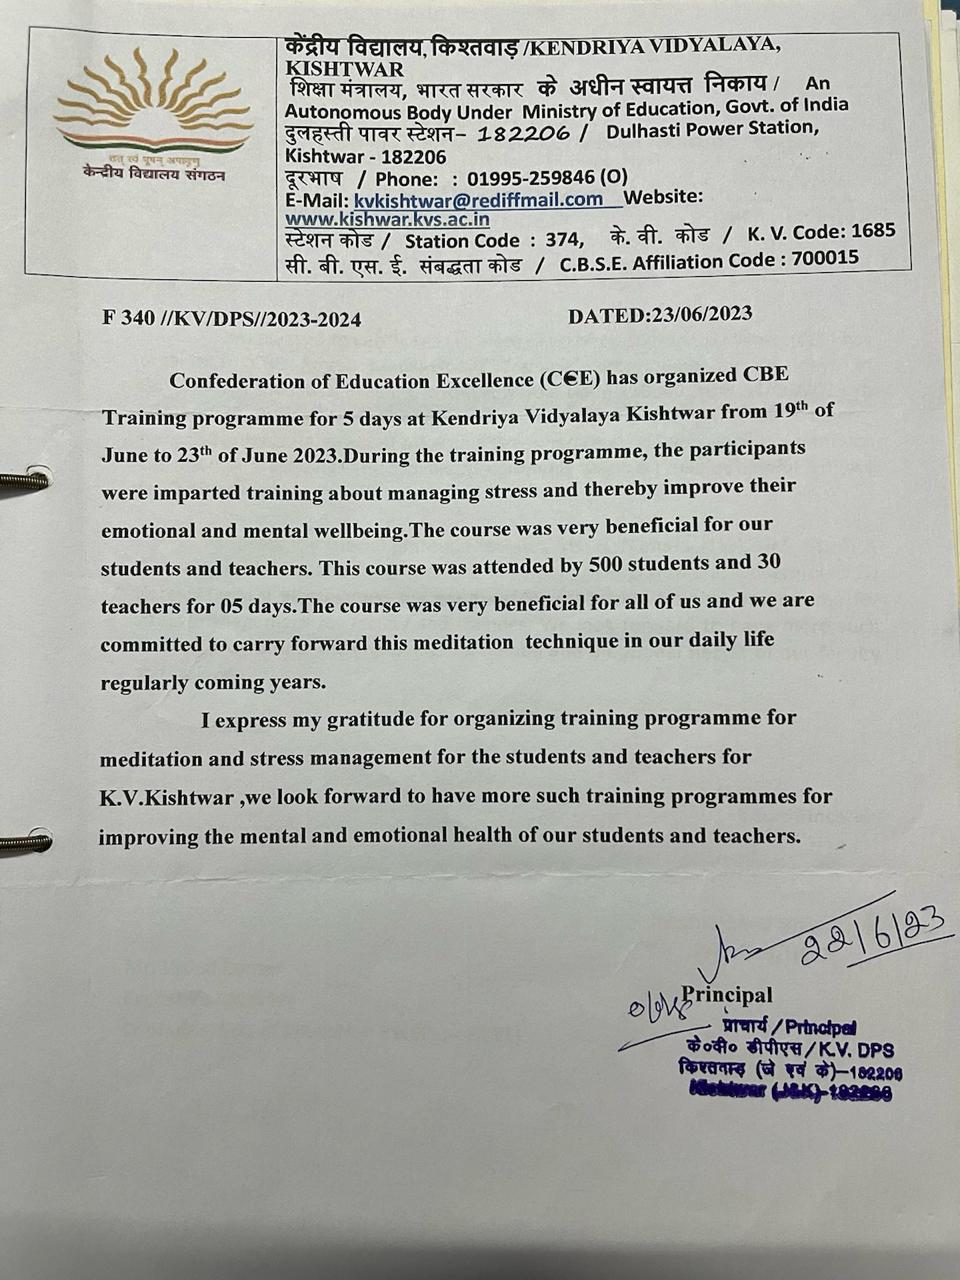 केंद्रीय विद्यालय, किश्तवाड़ /KENDRIYA VIDYALAYA,
KISHTWAR
शिक्षा मंत्रालय, भारत सरकार के अधीन स्वायत्त निकाय / An
Autonomous Body Under Ministry of Education, Govt. of India
दुलहस्ती पावर स्टेशन– 182206 / Dulhasti Power Station,
Kishtwar - 182206
दूरभाष / Phone: : 01995-259846 (O)
E-Mail: kvkishtwar@rediffmail.com Website:
www.kishwar.kvs.ac.in
स्टेशन कोड / Station Code : 374, के. वी. कोड / K. V. Code: 1685
सी. बी. एस. ई. संबद्धता कोड / C.B.S.E. Affiliation Code : 700015
तत् त्वं पूषन् अपावृणु
केन्द्रीय विद्यालय संगठन
F 340 //KV/DPS//2023-2024 DATED:23/06/2023
Confederation of Education Excellence (CEE) has organized CBE
Training programme for 5 days at Kendriya Vidyalaya Kishtwar from 19th of
June to 23th of June 2023.During the training programme, the participants
were imparted training about managing stress and thereby improve their
emotional and mental wellbeing.The course was very beneficial for our
students and teachers. This course was attended by 500 students and 30
teachers for 05 days.The course was very beneficial for all of us and we are
committed to carry forward this meditation technique in our daily life
regularly coming years.
I express my gratitude for organizing training programme for
meditation and stress management for the students and teachers for
K.V.Kishtwar ,we look forward to have more such training programmes for
improving the mental and emotional health of our students and teachers.
22/6/23
Principal
प्राचार्य / Principal
के०वी० डीपीएस / K.V. DPS
किश्तवाड़ (जे एवं के)–182206
Kishtwar (J&K)-182206